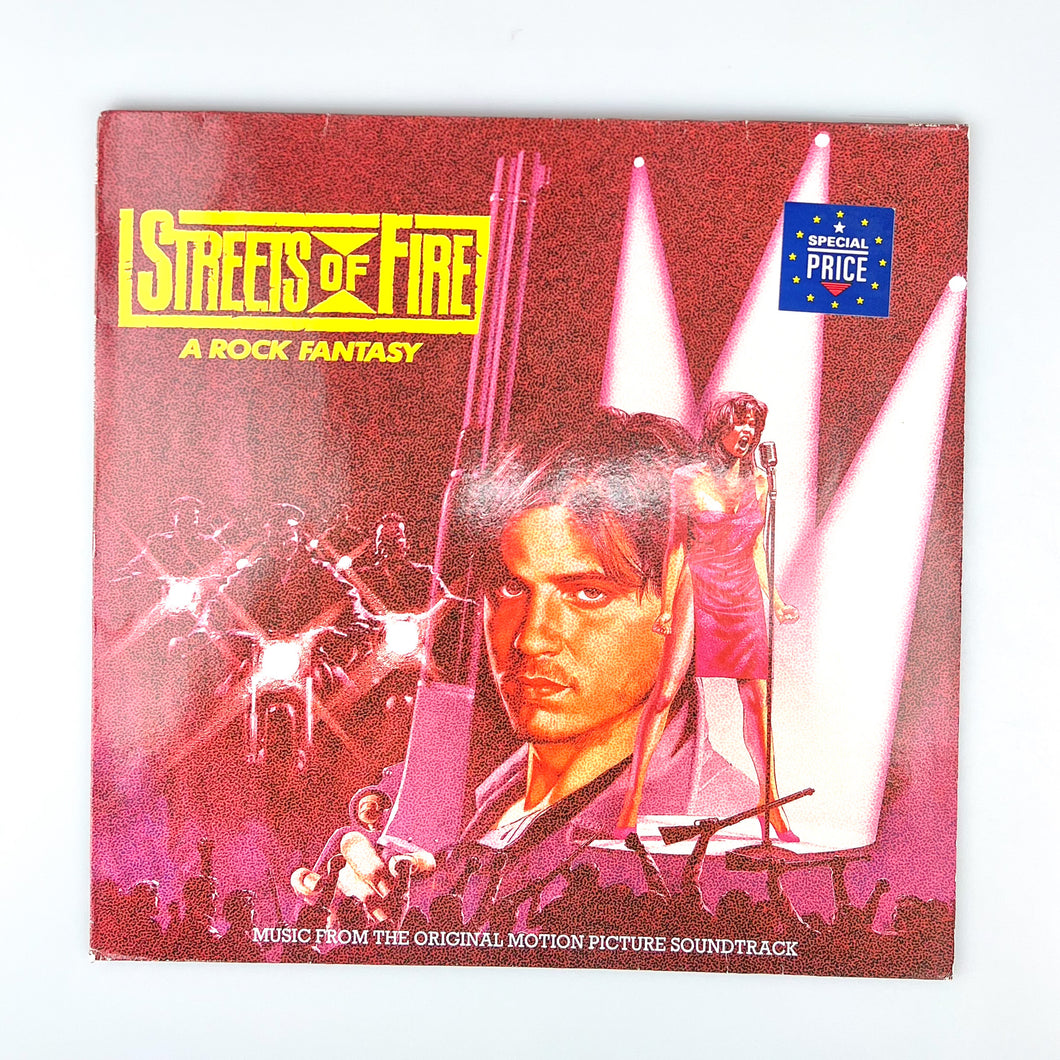 STREETS OF FIRE
A ROCK FANTASY
SPECIAL
PRICE
MUSIC FROM THE ORIGINAL MOTION PICTURE SOUNDTRACK